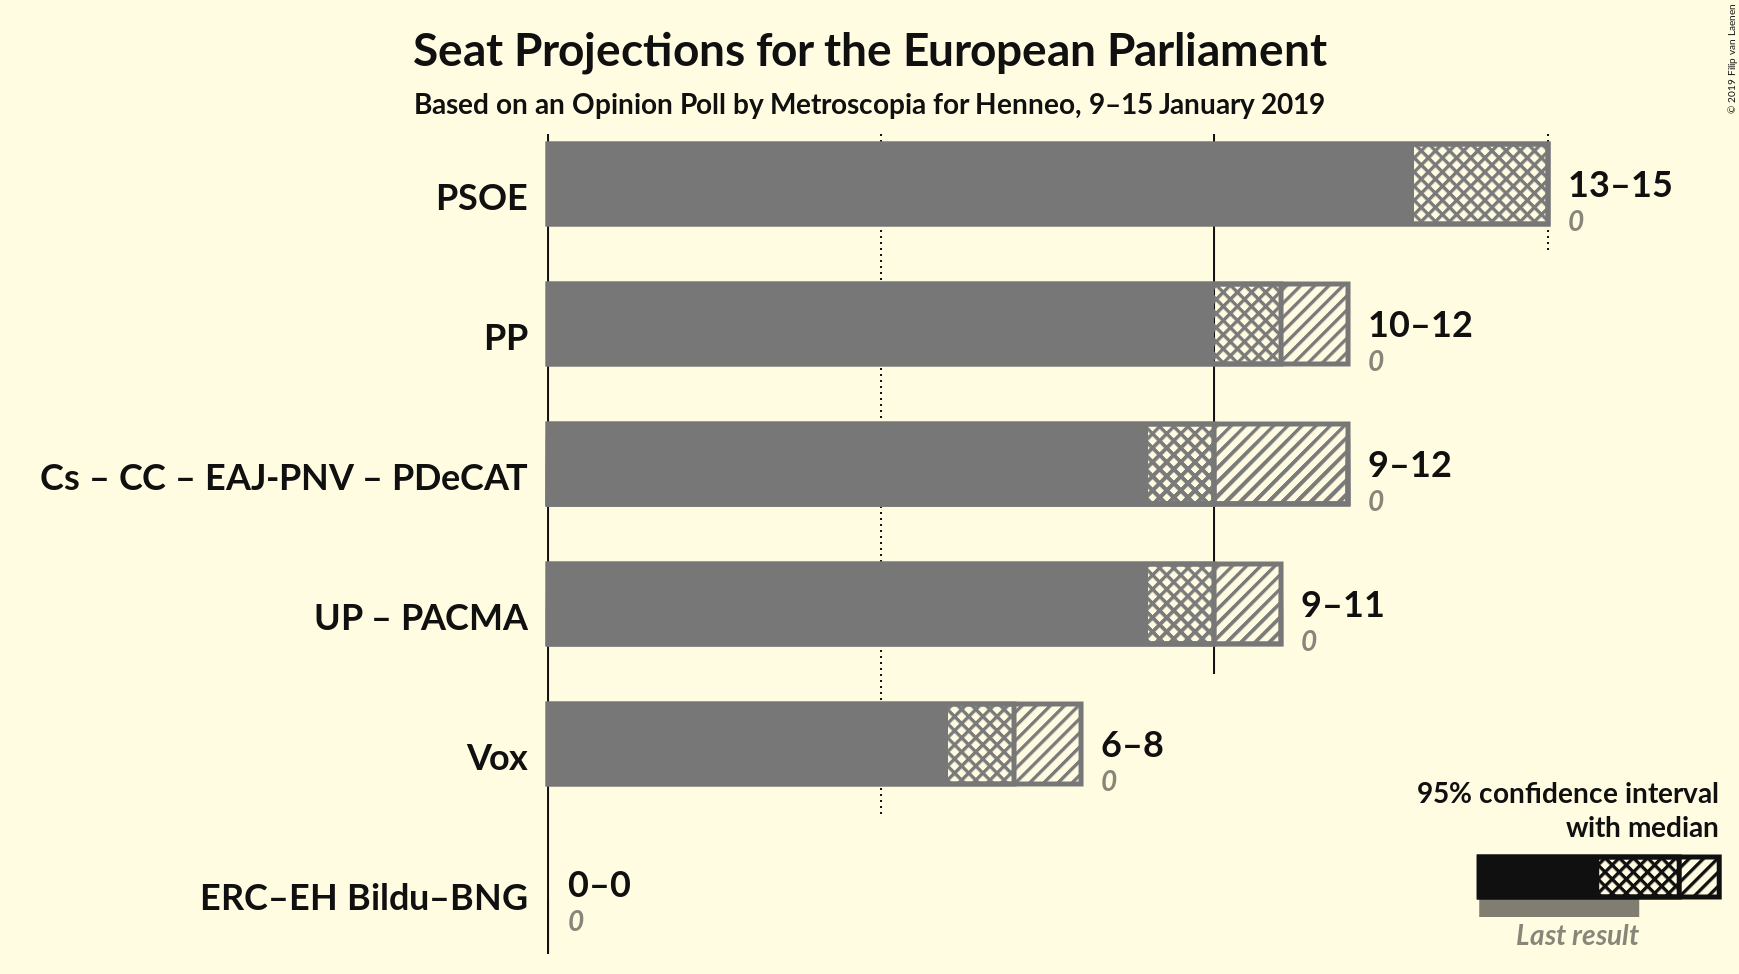 Seat Projections for the European Parliament
Based on an Opinion Poll by Metroscopia for Henneo, 9–15 January 2019
© 2019 Filip van Laenen
PSOE
13–15
0
PP
10–12
0
Cs – CC – EAJ-PNV – PDeCAT
9–12
0
UP – PACMA
9–11
0
Vox
6–8
0
ERC–EH Bildu–BNG
0–0
0
95% confidence interval
with median
Last result